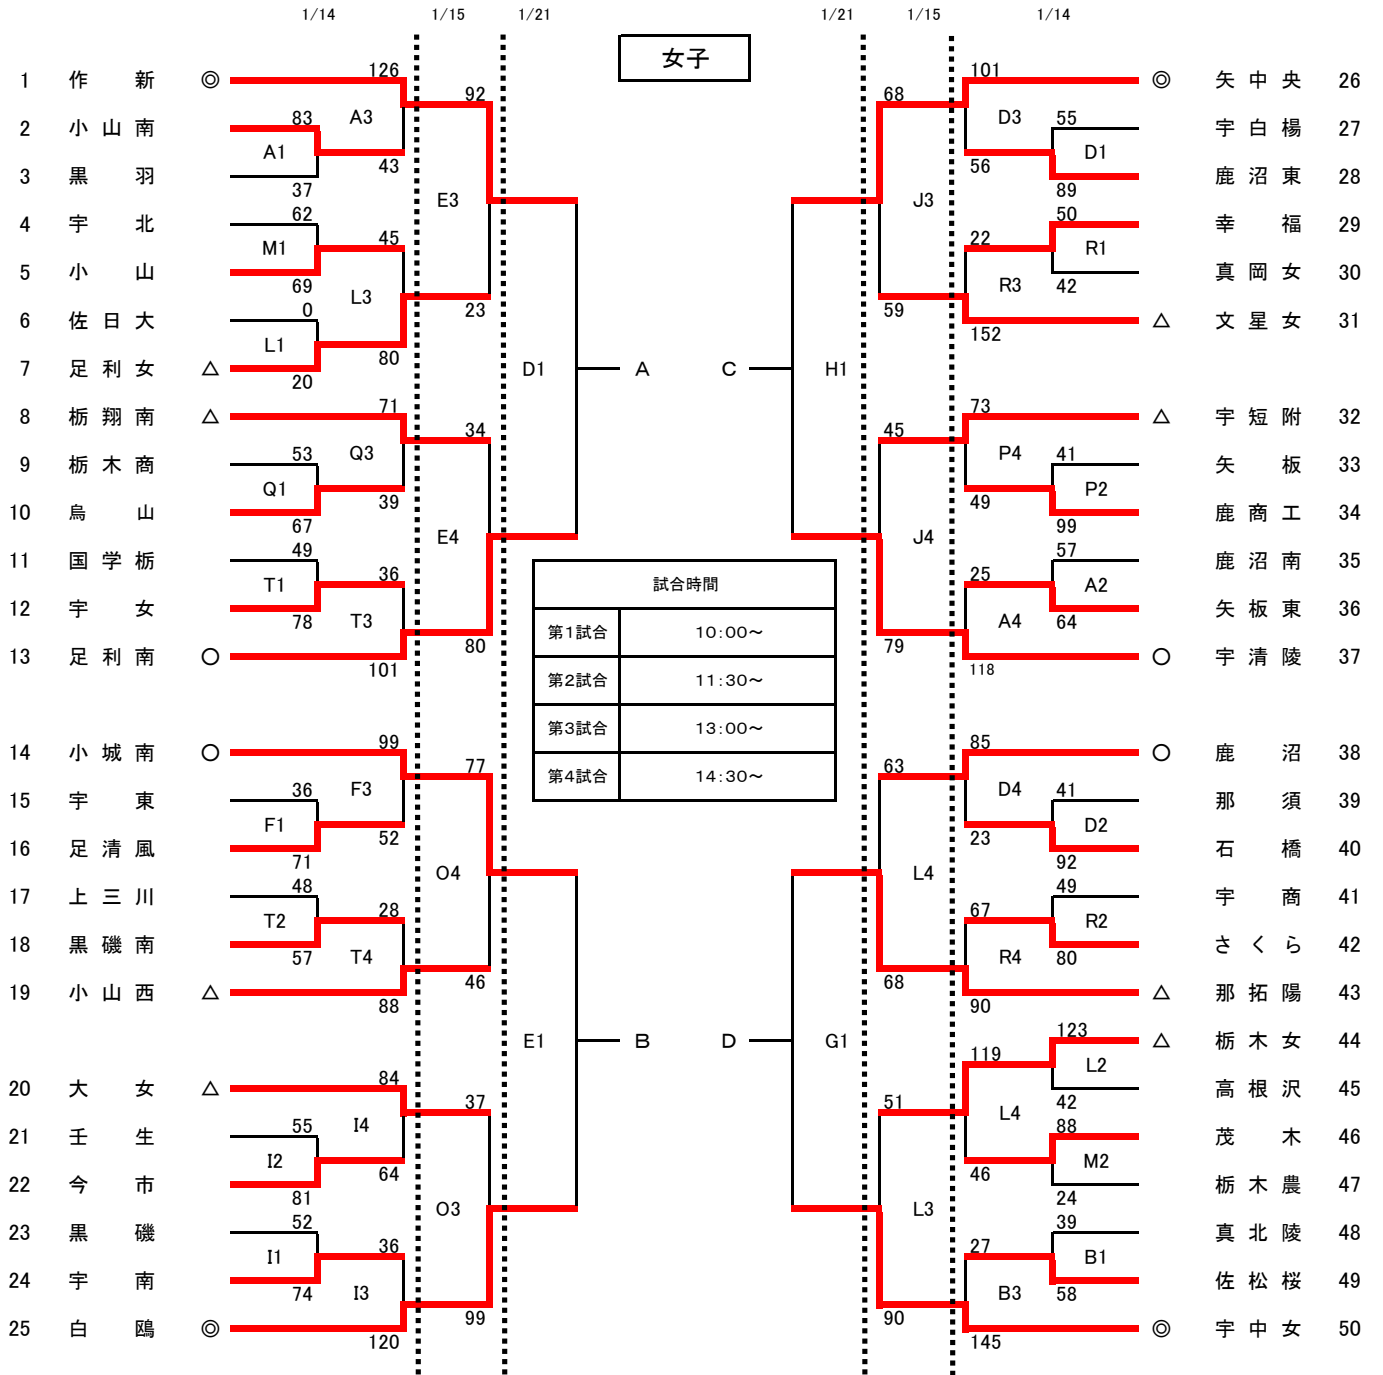 1/14 1/15 1/21 1/21 1/15 1/14
女子
1 作新 ◎ 126 92 68 101 ◎ 矢中央 26
2 小山南 83 A3 D3 55 宇白楊 27
A1 43 56 D1
3 黒羽 37 E3 J3 89 鹿沼東 28
4 宇北 62 45 22 50 幸福 29
M1 R1
5 小山 69 L3 R3 42 真岡女 30
6 佐日大 0 23 59 文星女 31 △ 152
L1 80
7 足利女 △ 20 D1 A C H1
8 栃翔南 △ 71 34 45 73 △ 宇短附 32
9 栃木商 53 Q3 P4 41 矢板 33
Q1 39 49 P2
10 烏山 67 E4 J4 99 鹿商工 34
11 国学栃 49 36 25 57 鹿沼南 35
T1 A2
12 宇女 78 T3 A4 64 矢板東 36
13 足利南 ○ 101 80 79 118 ○ 宇清陵 37
試合時間
第1試合 10:00～
第2試合 11:30～
第3試合 13:00～
第4試合 14:30～
14 小城南 ○ 99 77 63 85 ○ 鹿沼 38
15 宇東 36 F3 D4 41 那須 39
F1 52 23 D2
16 足清風 71 O4 L4 92 石橋 40
17 上三川 48 28 67 49 宇商 41
T2 R2
18 黒磯南 57 T4 R4 80 さくら 42
19 小山西 △ 88 46 68 90 △ 那拓陽 43
E1 B D G1 119 123 △ 栃木女 44
L2
20 大女 △ 84 37 51 42 高根沢 45
21 壬生 55 I4 L4 88 茂木 46
I2 64 46 M2
22 今市 81 O3 L3 24 栃木農 47
23 黒磯 52 36 27 39 真北陵 48
I1 B1
24 宇南 74 I3 B3 58 佐松桜 49
25 白鴎 ◎ 120 99 90 145 ◎ 宇中女 50